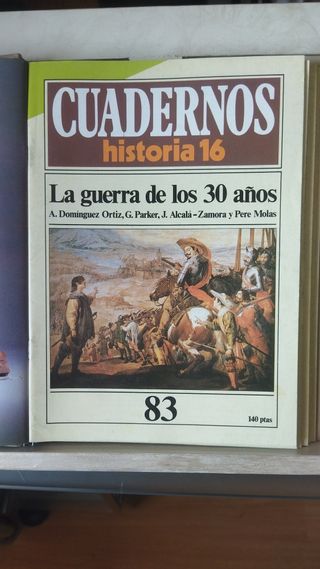 CUADERNOS
historia 16
La guerra de los 30 años
A. Domínguez Ortiz, G. Parker, J. Alcalá-Zamora y Pere Molas
83
140 ptas